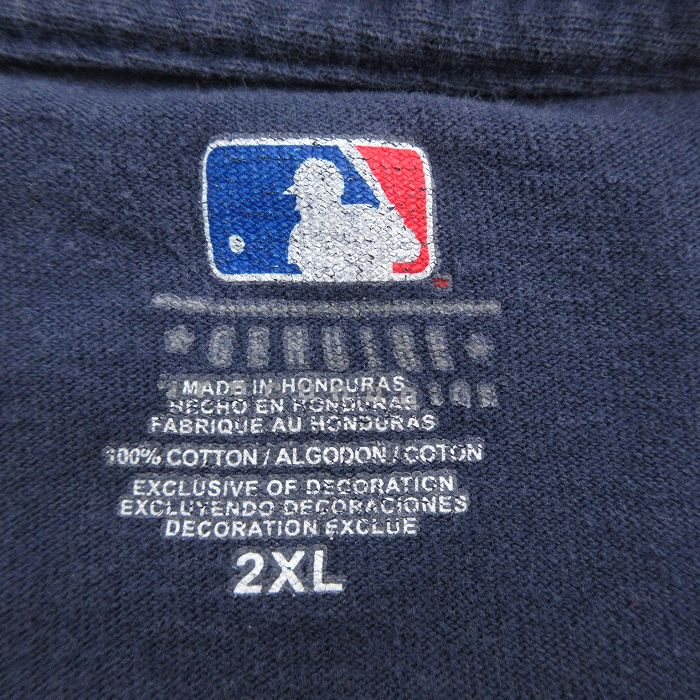 GENUINE
MADE IN HONDURAS
HECHO EN HONDURAS
FABRIQUE AU HONDURAS
100% COTTON / ALGODON / COTON
EXCLUSIVE OF DECORATION
EXCLUYENDO DECORACIONES
DECORATION EXCLUE
2XL